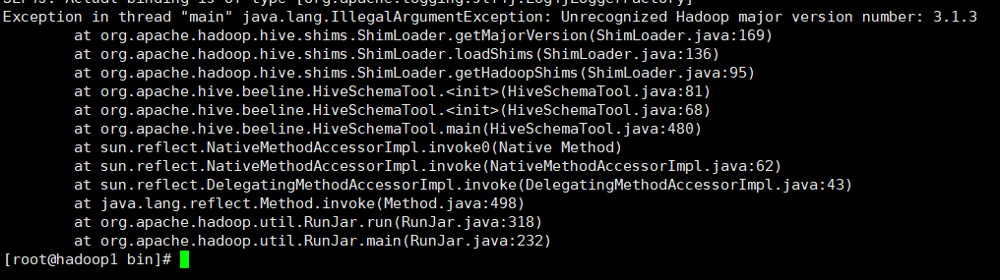 Exception in thread "main" java.lang.IllegalArgumentException: Unrecognized Hadoop major version number: 3.1.3
at org.apache.hadoop.hive.shims.ShimLoader.getMajorVersion(ShimLoader.java:169)
at org.apache.hadoop.hive.shims.ShimLoader.loadShims(ShimLoader.java:136)
at org.apache.hadoop.hive.shims.ShimLoader.getHadoopShims(ShimLoader.java:95)
at org.apache.hive.beeline.HiveSchemaTool.<init>(HiveSchemaTool.java:81)
at org.apache.hive.beeline.HiveSchemaTool.<init>(HiveSchemaTool.java:68)
at org.apache.hive.beeline.HiveSchemaTool.main(HiveSchemaTool.java:480)
at sun.reflect.NativeMethodAccessorImpl.invoke0(Native Method)
at sun.reflect.NativeMethodAccessorImpl.invoke(NativeMethodAccessorImpl.java:62)
at sun.reflect.DelegatingMethodAccessorImpl.invoke(DelegatingMethodAccessorImpl.java:43)
at java.lang.reflect.Method.invoke(Method.java:498)
at org.apache.hadoop.util.RunJar.run(RunJar.java:318)
at org.apache.hadoop.util.RunJar.main(RunJar.java:232)
[root@hadoop1 bin]#